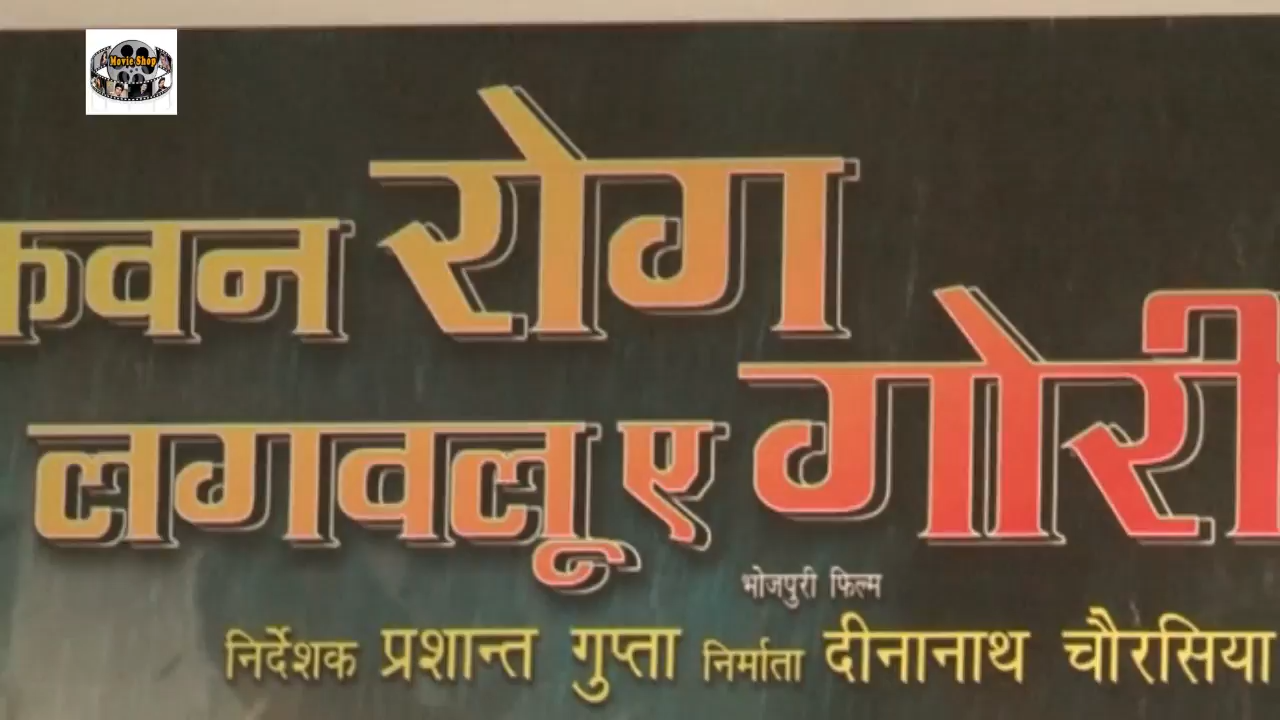 Movie Shop
कवन रोग
लगवलू ए गोरी
भोजपुरी फिल्म
निर्देशक प्रशान्त गुप्ता निर्माता दीनानाथ चौरसिया